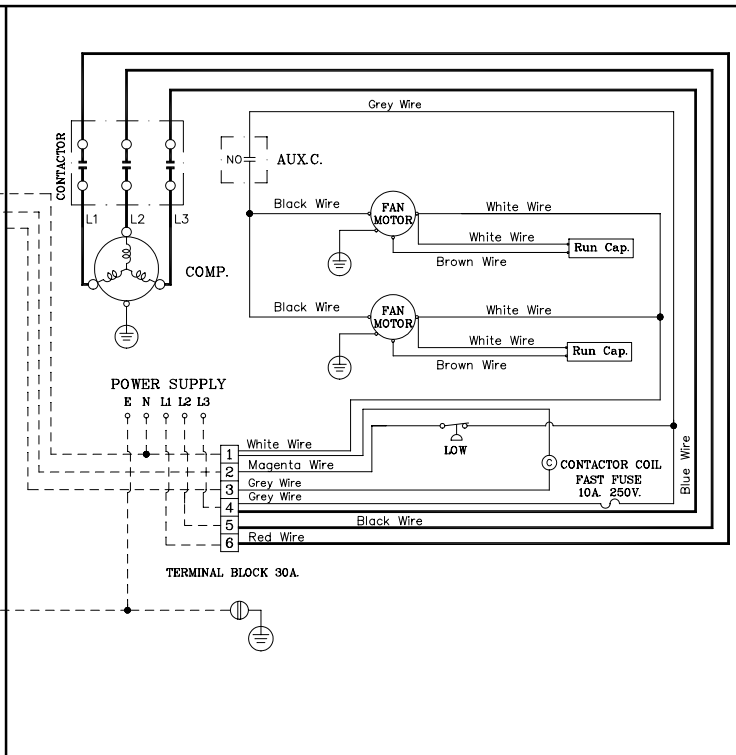 Grey Wire
CONTACTOR
NO
AUX.C.
Black Wire
FAN
MOTOR
White Wire
L1
L2
L3
White Wire
Run Cap.
Brown Wire
COMP.
Black Wire
FAN
MOTOR
White Wire
White Wire
Run Cap.
Brown Wire
POWER SUPPLY
E N L1 L2 L3
White Wire
1
LOW
Magenta Wire
2
C
CONTACTOR COIL
FAST FUSE
10A. 250V.
Blue Wire
Grey Wire
3
Grey Wire
4
Black Wire
5
Red Wire
6
TERMINAL BLOCK 30A.